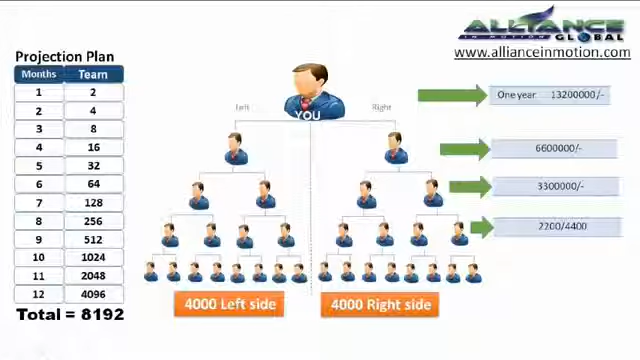 ALLIANCE
IN MOTION GLOBAL
www.allianceinmotion.com
Projection Plan
Months Team
1 2
2 4
3 8
4 16
5 32
6 64
7 128
8 256
9 512
10 1024
11 2048
12 4096
Total = 8192
Left
Right
YOU
One year 13200000/-
6600000/-
3300000/-
2200/4400
4000 Left side
4000 Right side